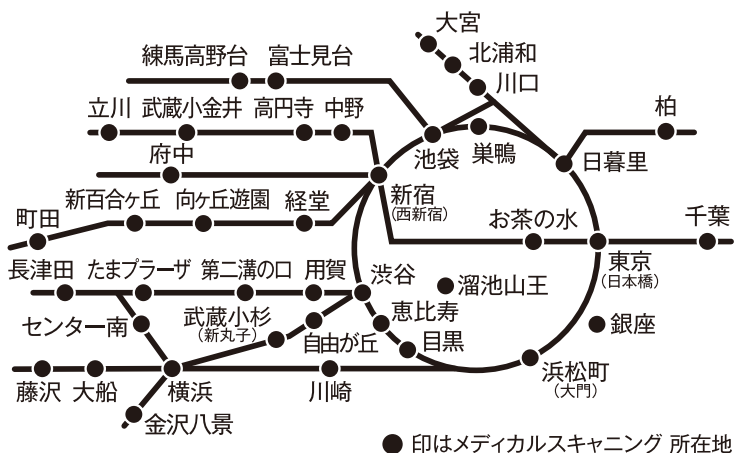 大宮
北浦和
川口
練馬高野台
富士見台
立川
武蔵小金井
高円寺
中野
池袋
巣鴨
日暮里
柏
府中
新宿
(西新宿)
新百合ヶ丘
向ヶ丘遊園
経堂
町田
お茶の水
千葉
東京
(日本橋)
長津田
たまプラーザ
第二溝の口
用賀
渋谷
溜池山王
センター南
武蔵小杉
(新丸子)
自由が丘
恵比寿
目黒
銀座
浜松町
(大門)
藤沢
大船
横浜
川崎
金沢八景
●印はメディカルスキャニング 所在地